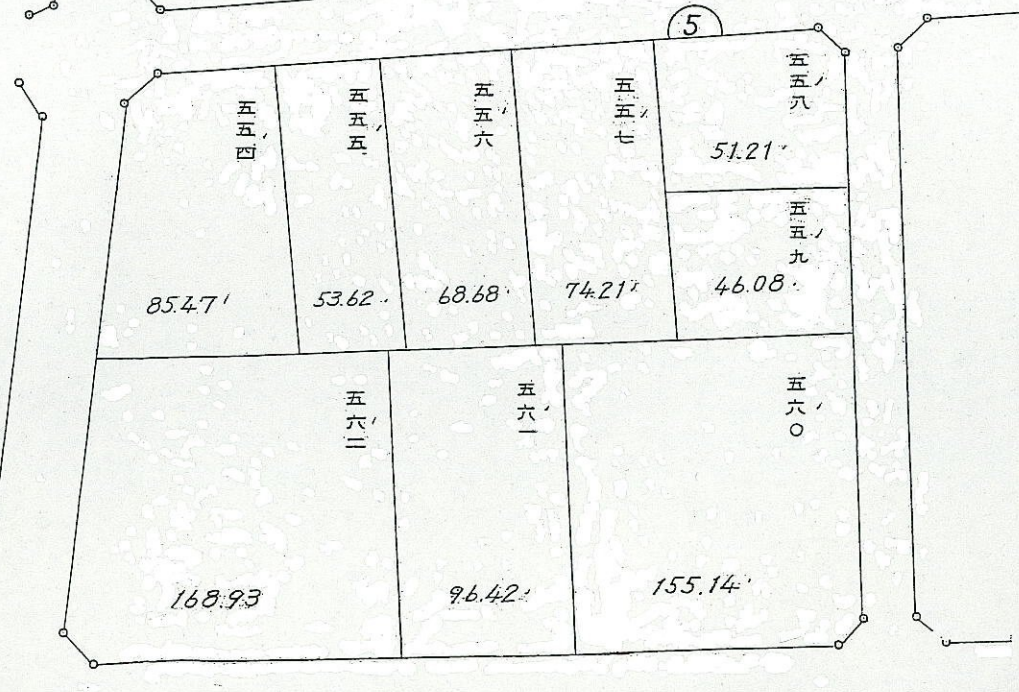 5
五五四
85.47
五五五
53.62
五五六
68.68
五五七
74.21
五五八
51.21
五五九
46.08
五六二
168.93
五六一
96.42
五六〇
155.14